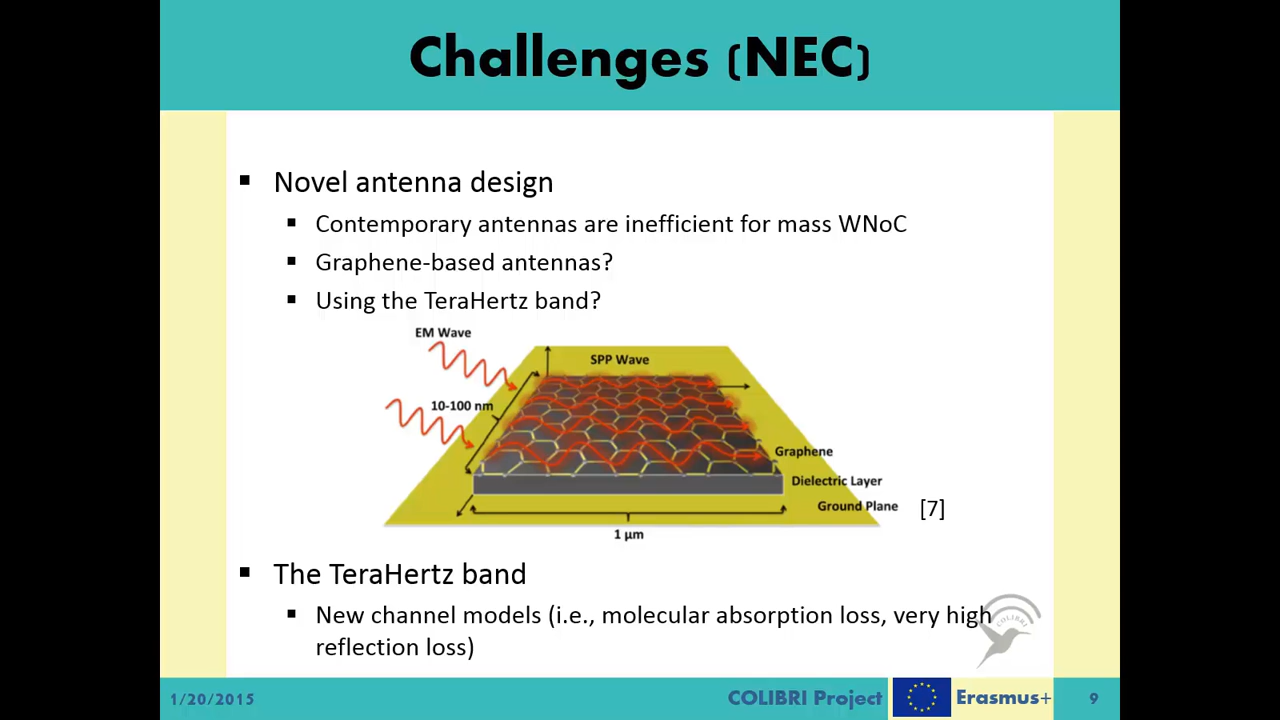 Challenges (NEC)
▪ Novel antenna design
▪ Contemporary antennas are inefficient for mass WNoC
▪ Graphene-based antennas?
▪ Using the TeraHertz band?
EM Wave
SPP Wave
10-100 nm
Graphene
Dielectric Layer
Ground Plane
[7]
1 μm
▪ The TeraHertz band
▪ New channel models (i.e., molecular absorption loss, very high
reflection loss)
COLIBRI
1/20/2015
COLIBRI Project
Erasmus+
9